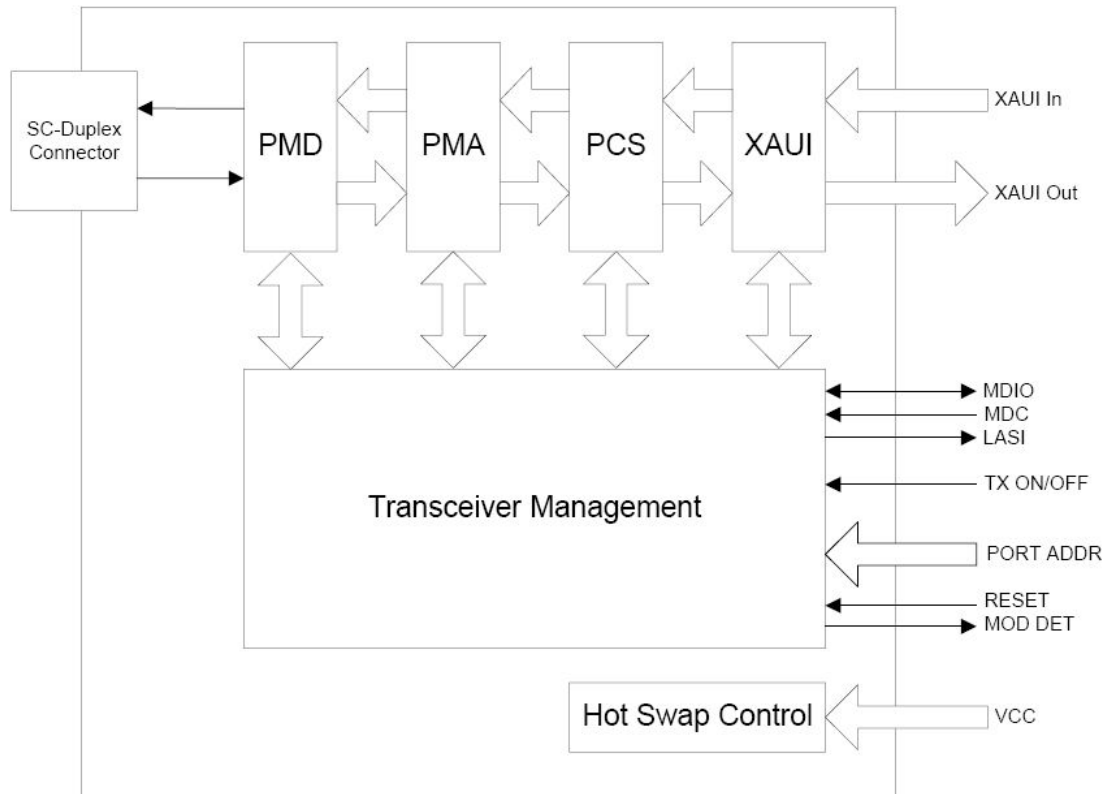 SC-Duplex
Connector
PMD
PMA
PCS
XAUI
XAUI In
XAUI Out
MDIO
MDC
LASI
Transceiver Management
TX ON/OFF
PORT ADDR
RESET
MOD DET
Hot Swap Control
VCC